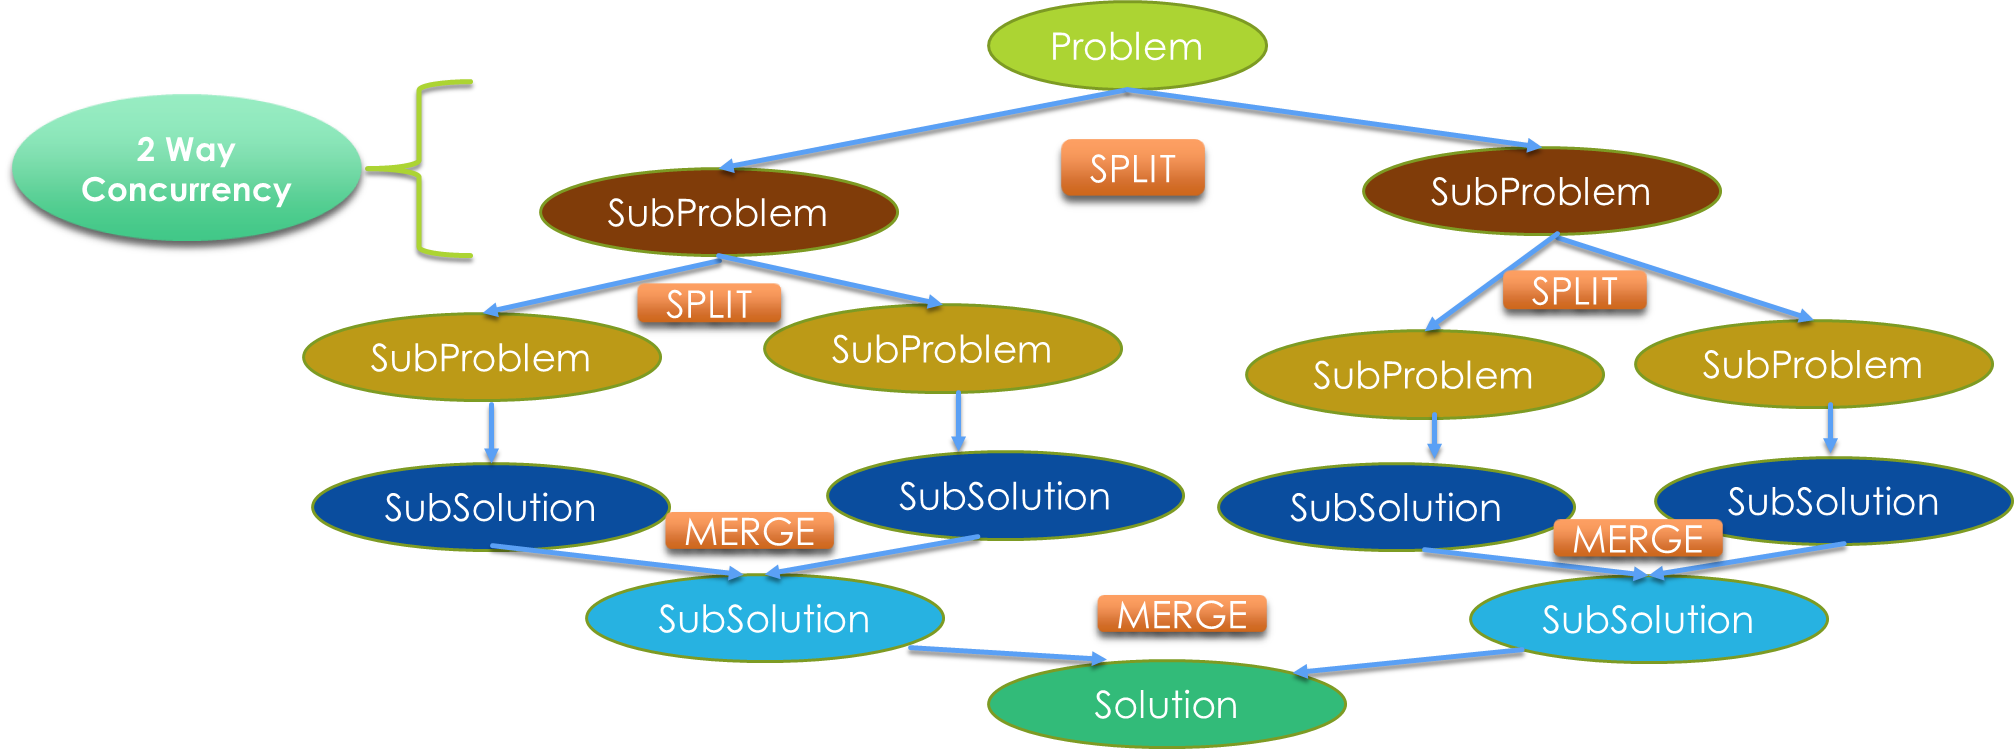 Problem
2 Way
Concurrency
SPLIT
SubProblem
SubProblem
SPLIT
SPLIT
SubProblem
SubProblem
SubProblem
SubProblem
SubSolution
SubSolution
SubSolution
SubSolution
MERGE
MERGE
SubSolution
MERGE
SubSolution
Solution